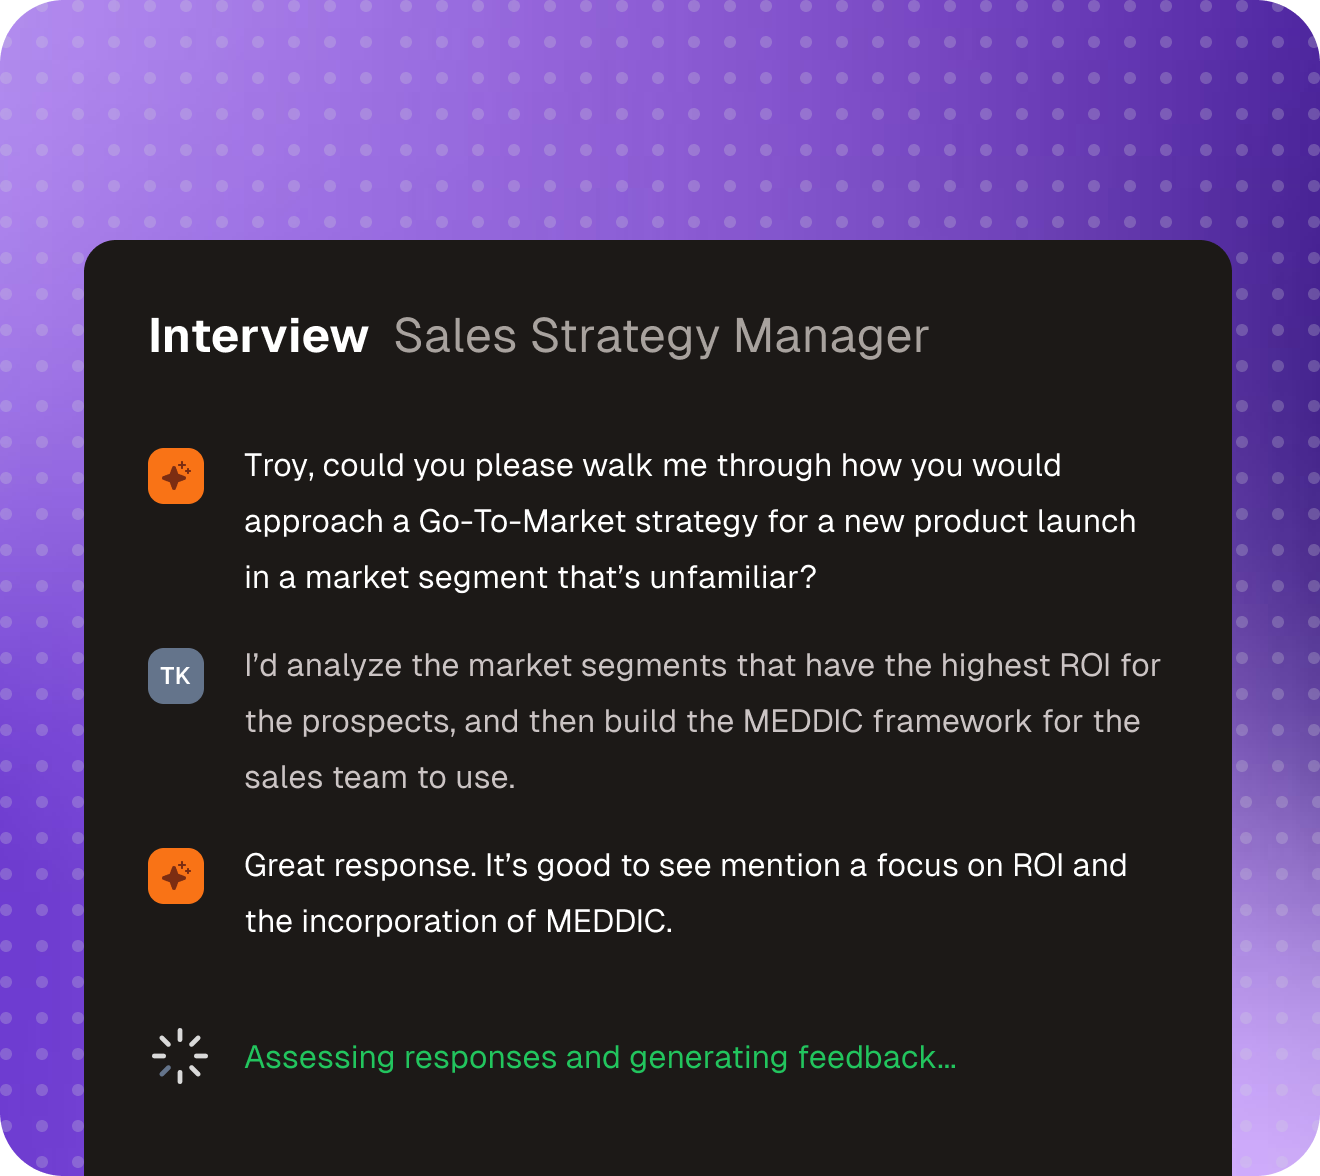 Interview Sales Strategy Manager
Troy, could you please walk me through how you would
approach a Go-To-Market strategy for a new product launch
in a market segment that’s unfamiliar?
TK
I’d analyze the market segments that have the highest ROI for
the prospects, and then build the MEDDIC framework for the
sales team to use.
Great response. It’s good to see mention a focus on ROI and
the incorporation of MEDDIC.
Assessing responses and generating feedback...